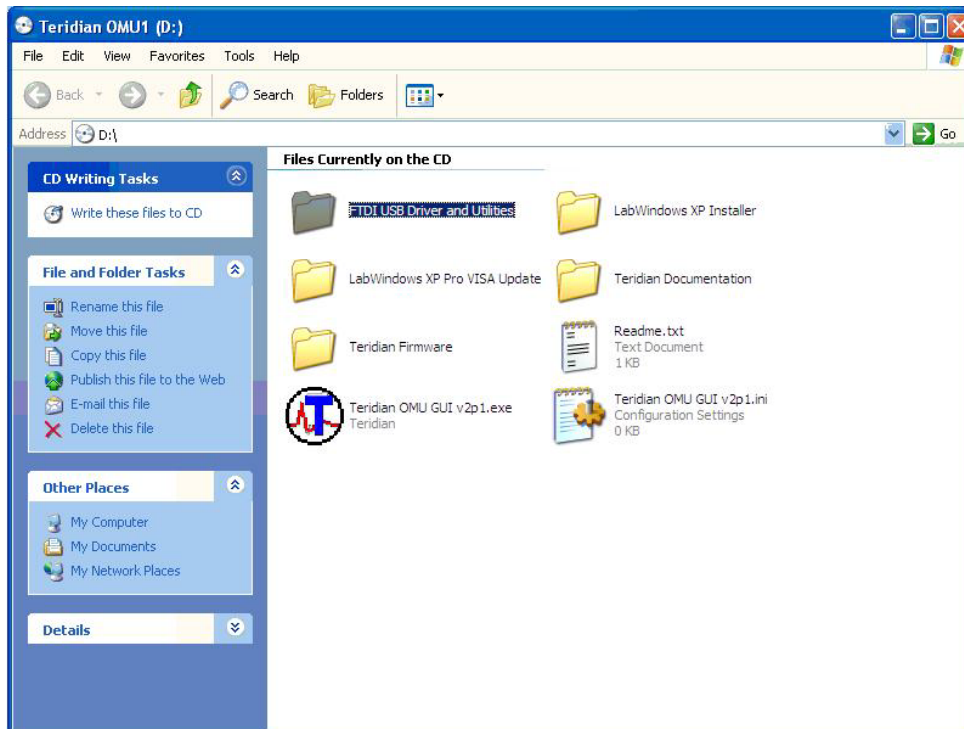 Teridian OMU1 (D:)
File Edit View Favorites Tools Help
Back Search Folders
Address D:\ Go
CD Writing Tasks
Write these files to CD
File and Folder Tasks
Rename this file
Move this file
Copy this file
Publish this file to the Web
E-mail this file
Delete this file
Other Places
My Computer
My Documents
My Network Places
Details
Files Currently on the CD
FTDI USB Driver and Utilities
LabWindows XP Installer
LabWindows XP Pro VISA Update
Teridian Documentation
Teridian Firmware
Readme.txt
Text Document
1 KB
Teridian OMU GUI v2p1.exe
Teridian
Teridian OMU GUI v2p1.ini
Configuration Settings
0 KB
T